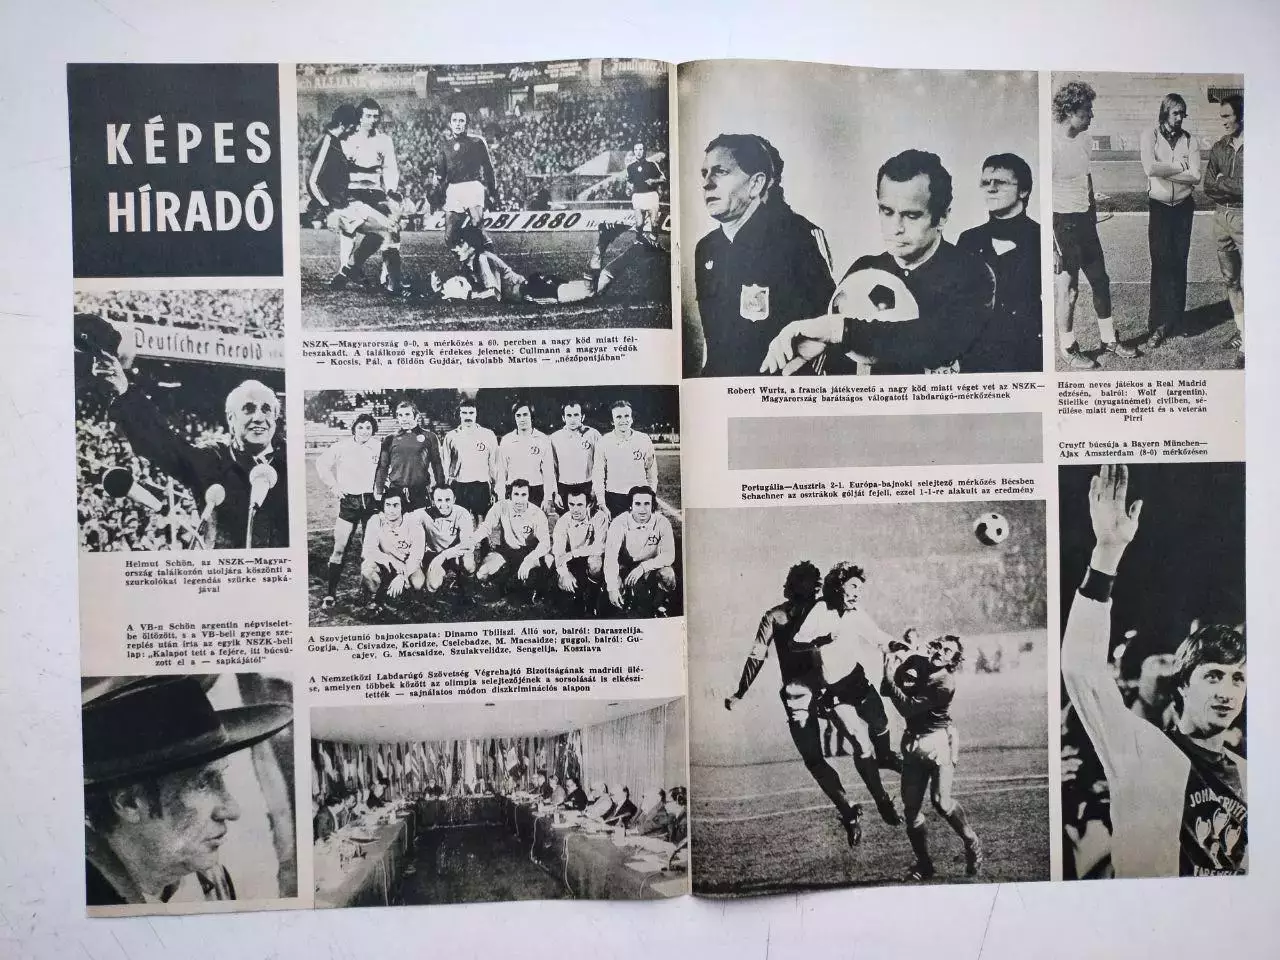 KÉPES
HÍRADÓ
Deutscher Herold
Helmut Schön, az NSZK—Magyar-
ország találkozón utoljára köszönti a
szurkolókat legendás szürke sapká-
jával
A VB-n Schön argentin népviselet-
be öltözött, s a VB-beli gyenge sze-
replés után írta az egyik NSZK-beli
lap: „Kalapot tett a fejére, itt búcsú-
zott el a — sapkájától"
Bieger
Frankfurter
OBI 1880
NSZK—Magyarország 0-0, a mérkőzés a 60. percben a nagy köd miatt fél-
beszakadt. A találkozó egyik érdekes jelenete: Cullmann a magyar védők
— Kocsis, Pál, a földön Gujdár, távolabb Martos — „nézőpontjában"
D
D
D
D
A Szovjetunió bajnokcsapata: Dinamo Tbiliszi. Álló sor, balról: Daraszelija,
Gogija, A. Csivadze, Koridze, Cselebadze, M. Macsaidze; guggol, balról: Gu-
cajev, G. Macsaidze, Szulakvelidze, Sengelija, Kosztava
A Nemzetközi Labdarúgó Szövetség Végrehajtó Bizottságának madridi ülé-
se, amelyen többek között az olimpia selejtezőjének a sorsolását is elkészí-
tették — sajnálatos módon diszkriminációs alapon
Robert Wurtz, a francia játékvezető a nagy köd miatt véget vet az NSZK—
Magyarország barátságos válogatott labdarúgó-mérkőzésnek
Portugália—Ausztria 2-1. Európa-bajnoki selejtező mérkőzés Bécsben
Schachner az osztrákok gólját fejeli, ezzel 1-1-re alakult az eredmény
Három neves játékos a Real Madrid
edzésén, balról: Wolf (argentin),
Stielike (nyugatnémet) civilben, sé-
rülése miatt nem edzett és a veterán
Pirri
Cruyff búcsúja a Bayern München—
Ajax Amszterdam (8-0) mérkőzésen
FAREWELL